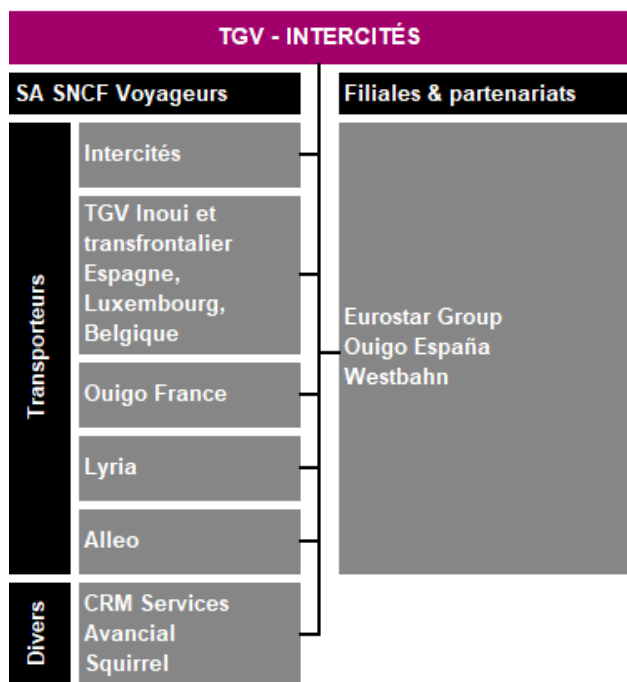 TGV - INTERCITÉS
SA SNCF Voyageurs
Transporteurs
Intercités
TGV Inoui et
transfrontalier
Espagne,
Luxembourg,
Belgique
Ouigo France
Lyria
Alleo
Divers
CRM Services
Avancial
Squirrel
Filiales & partenariats
Eurostar Group
Ouigo España
Westbahn